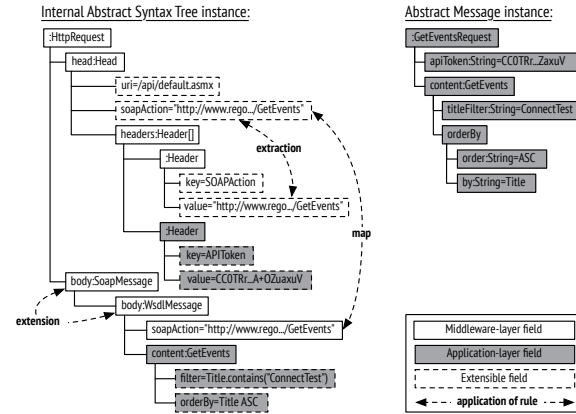 Internal Abstract Syntax Tree instance:
:HttpRequest
head:Head
uri=/api/default.asmx
soapAction="http://www.rego.../GetEvents"
headers:Header[]
extraction
:Header
key=SOAPAction
value="http://www.rego.../GetEvents"
map
:Header
key=APIToken
value=CC0TRr...A+OZuaxuV
body:SoapMessage
extension
body:WsdlMessage
soapAction="http://www.rego.../GetEvents"
content:GetEvents
filter=Title.contains("ConnectTest")
orderBy=Title ASC
Abstract Message instance:
:GetEventsRequest
apiToken:String=CC0TRr...ZaxuV
content:GetEvents
titleFilter:String=ConnectTest
orderBy
order:String=ASC
by:String=Title
Middleware-layer field
Application-layer field
Extensible field
application of rule